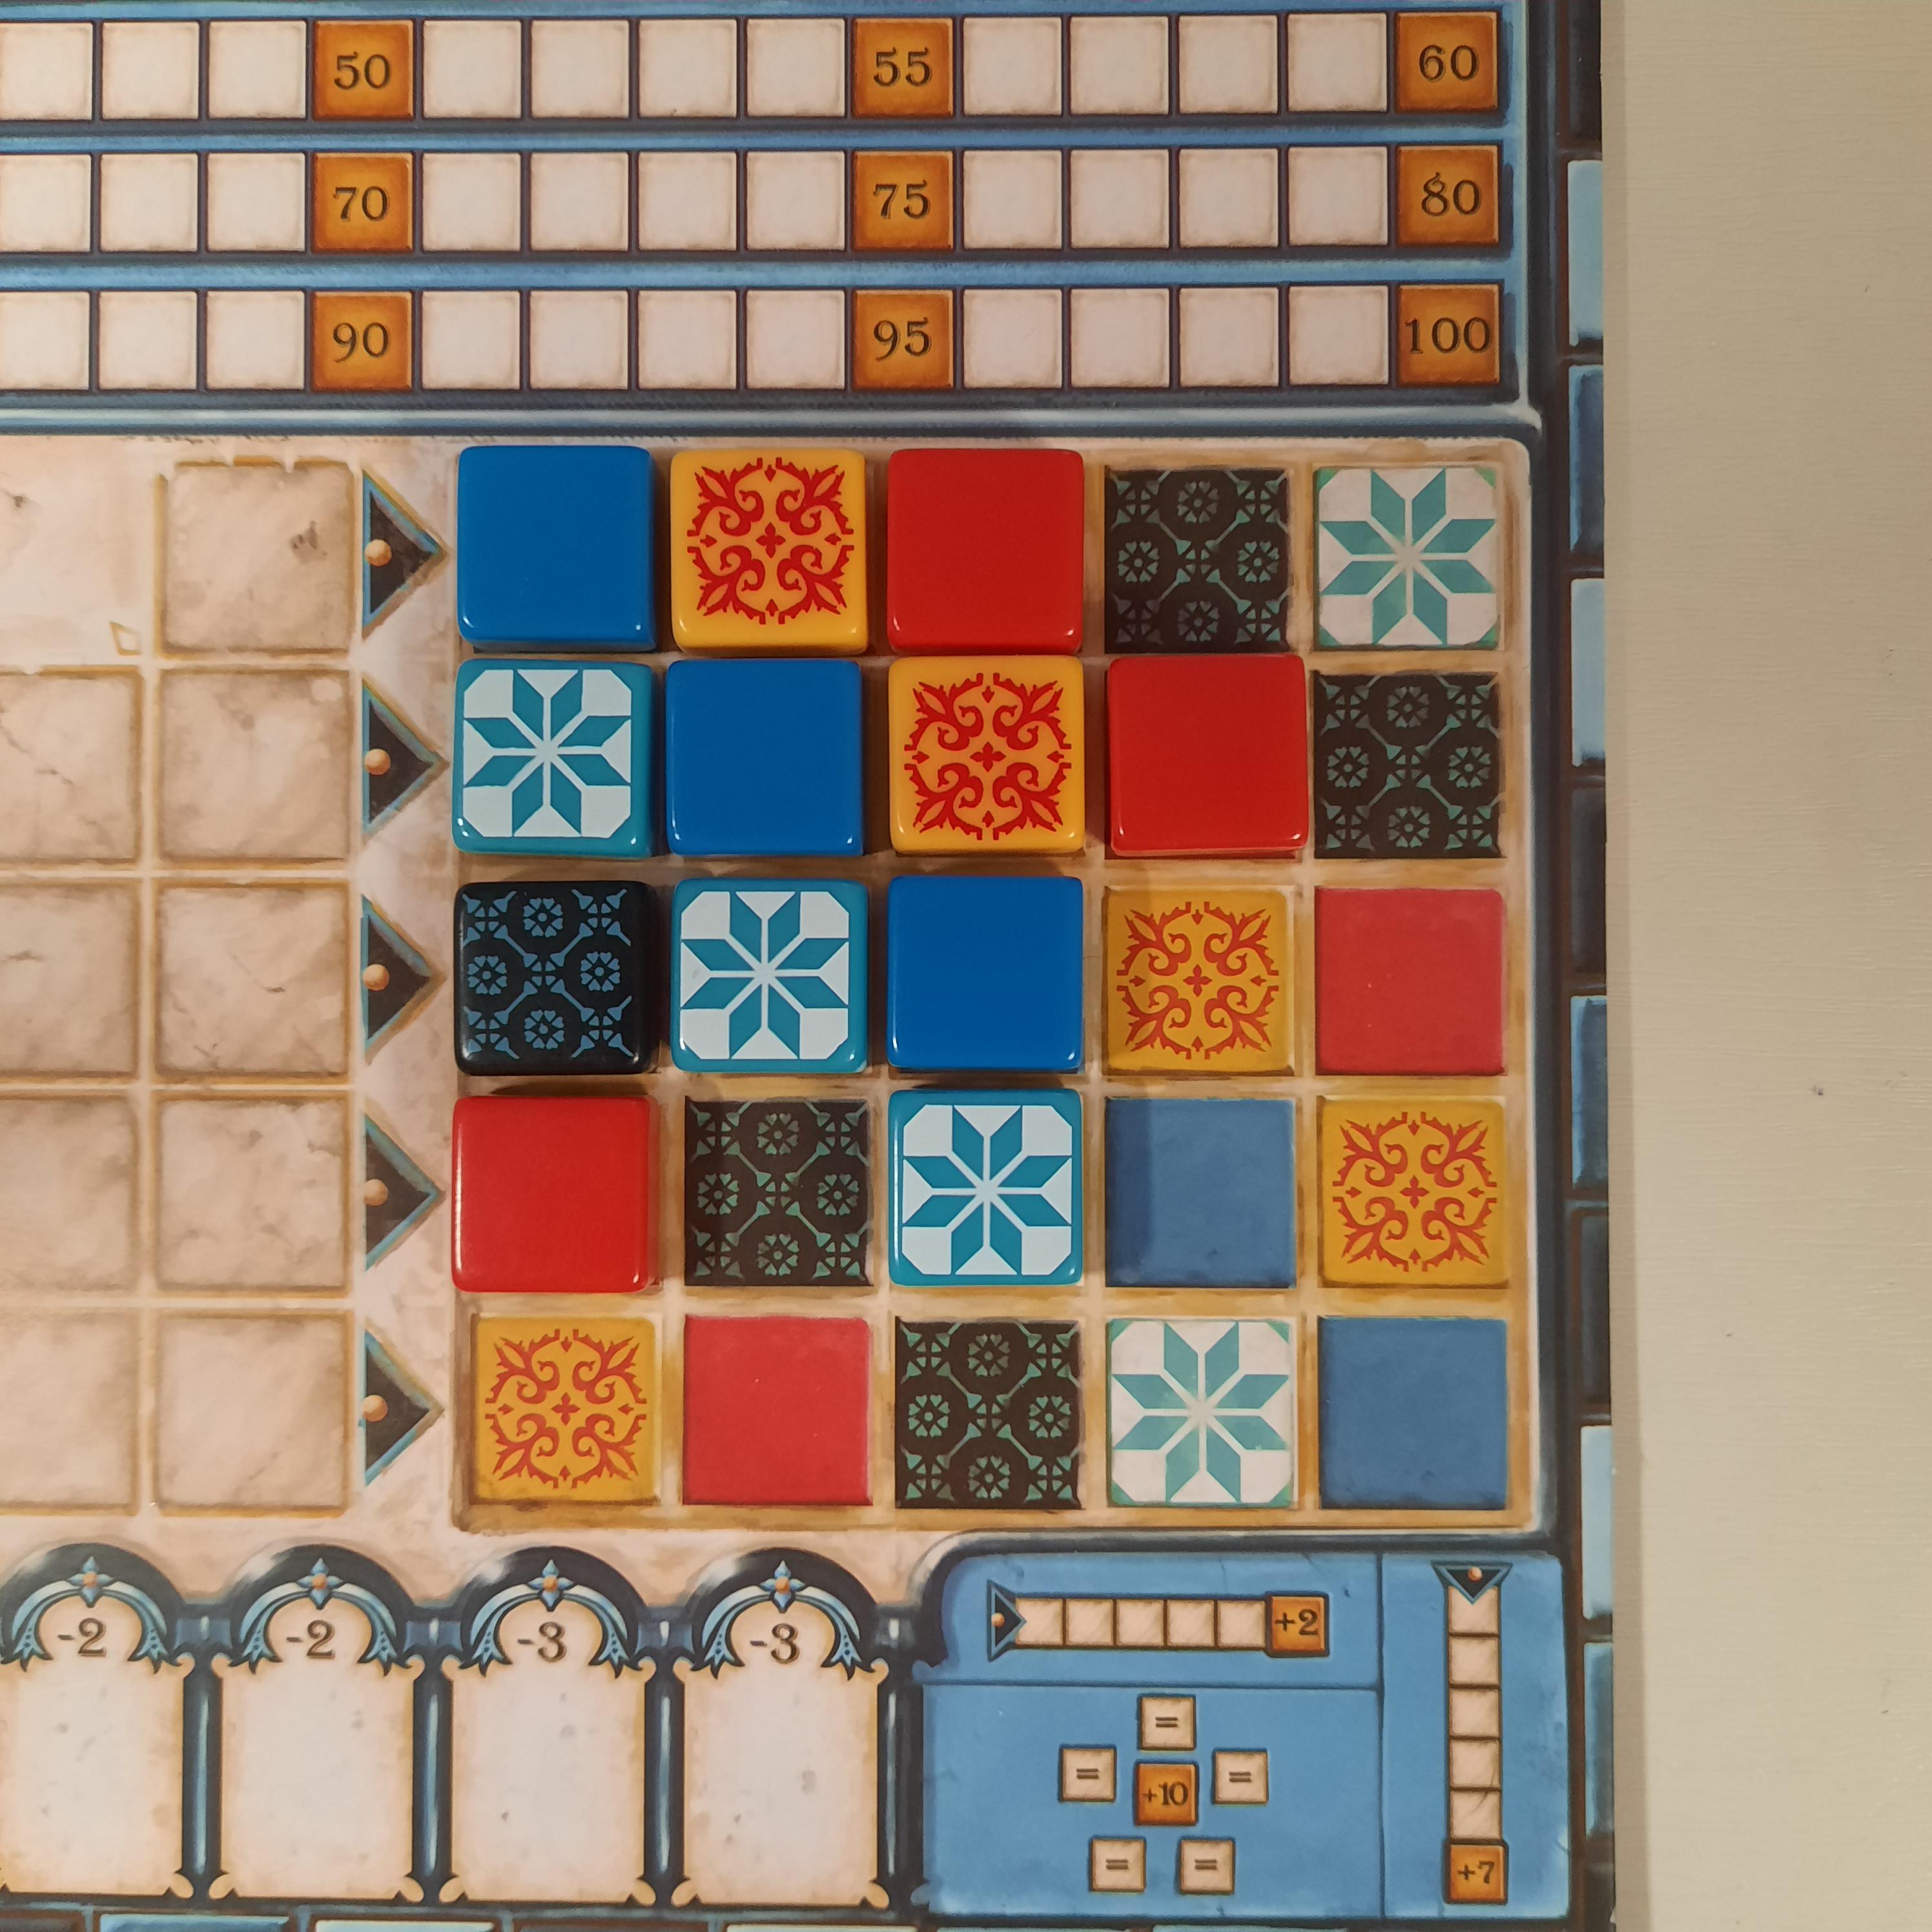 50 55 60
70 75 80
90 95 100
-2 -2 -3 -3
+2
=
= = 
+10
= =
+7